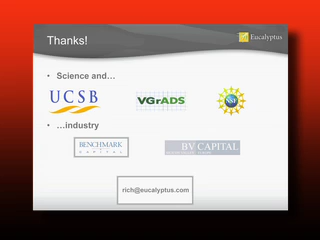 Thanks!
Eucalyptus
Science and…
UCSB
VGrADS
NSF
…industry
BENCHMARK
CAPITAL
BV CAPITAL
rich@eucalyptus.com